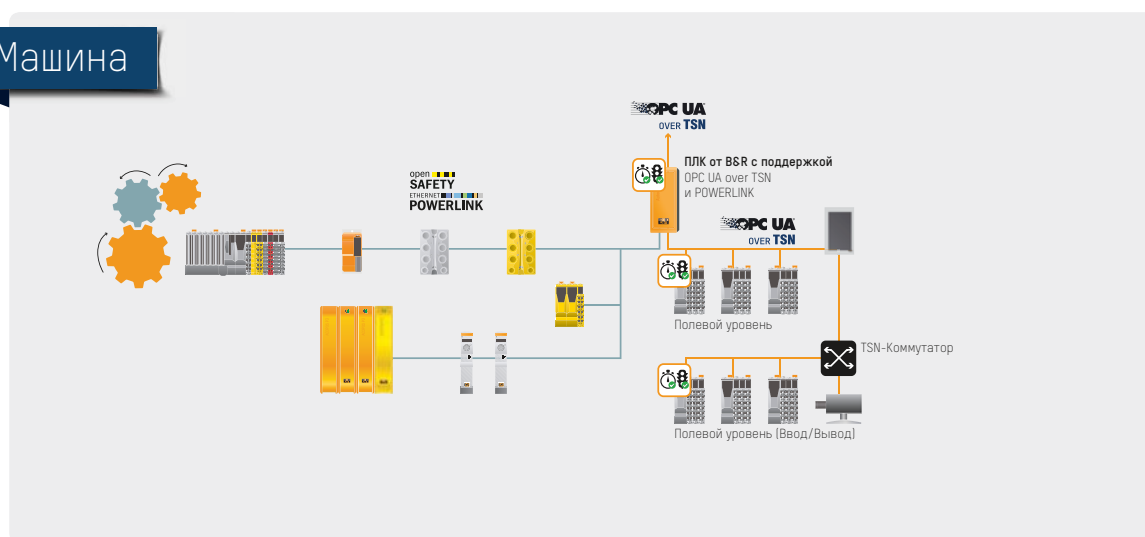 Машина
OPC UA
OVER TSN
ПЛК от B&R с поддержкой
OPC UA over TSN
и POWERLINK
open
SAFETY
ETHERNET
POWERLINK
OPC UA
OVER TSN
Полевой уровень
TSN-Коммутатор
Полевой уровень (Ввод/Вывод)